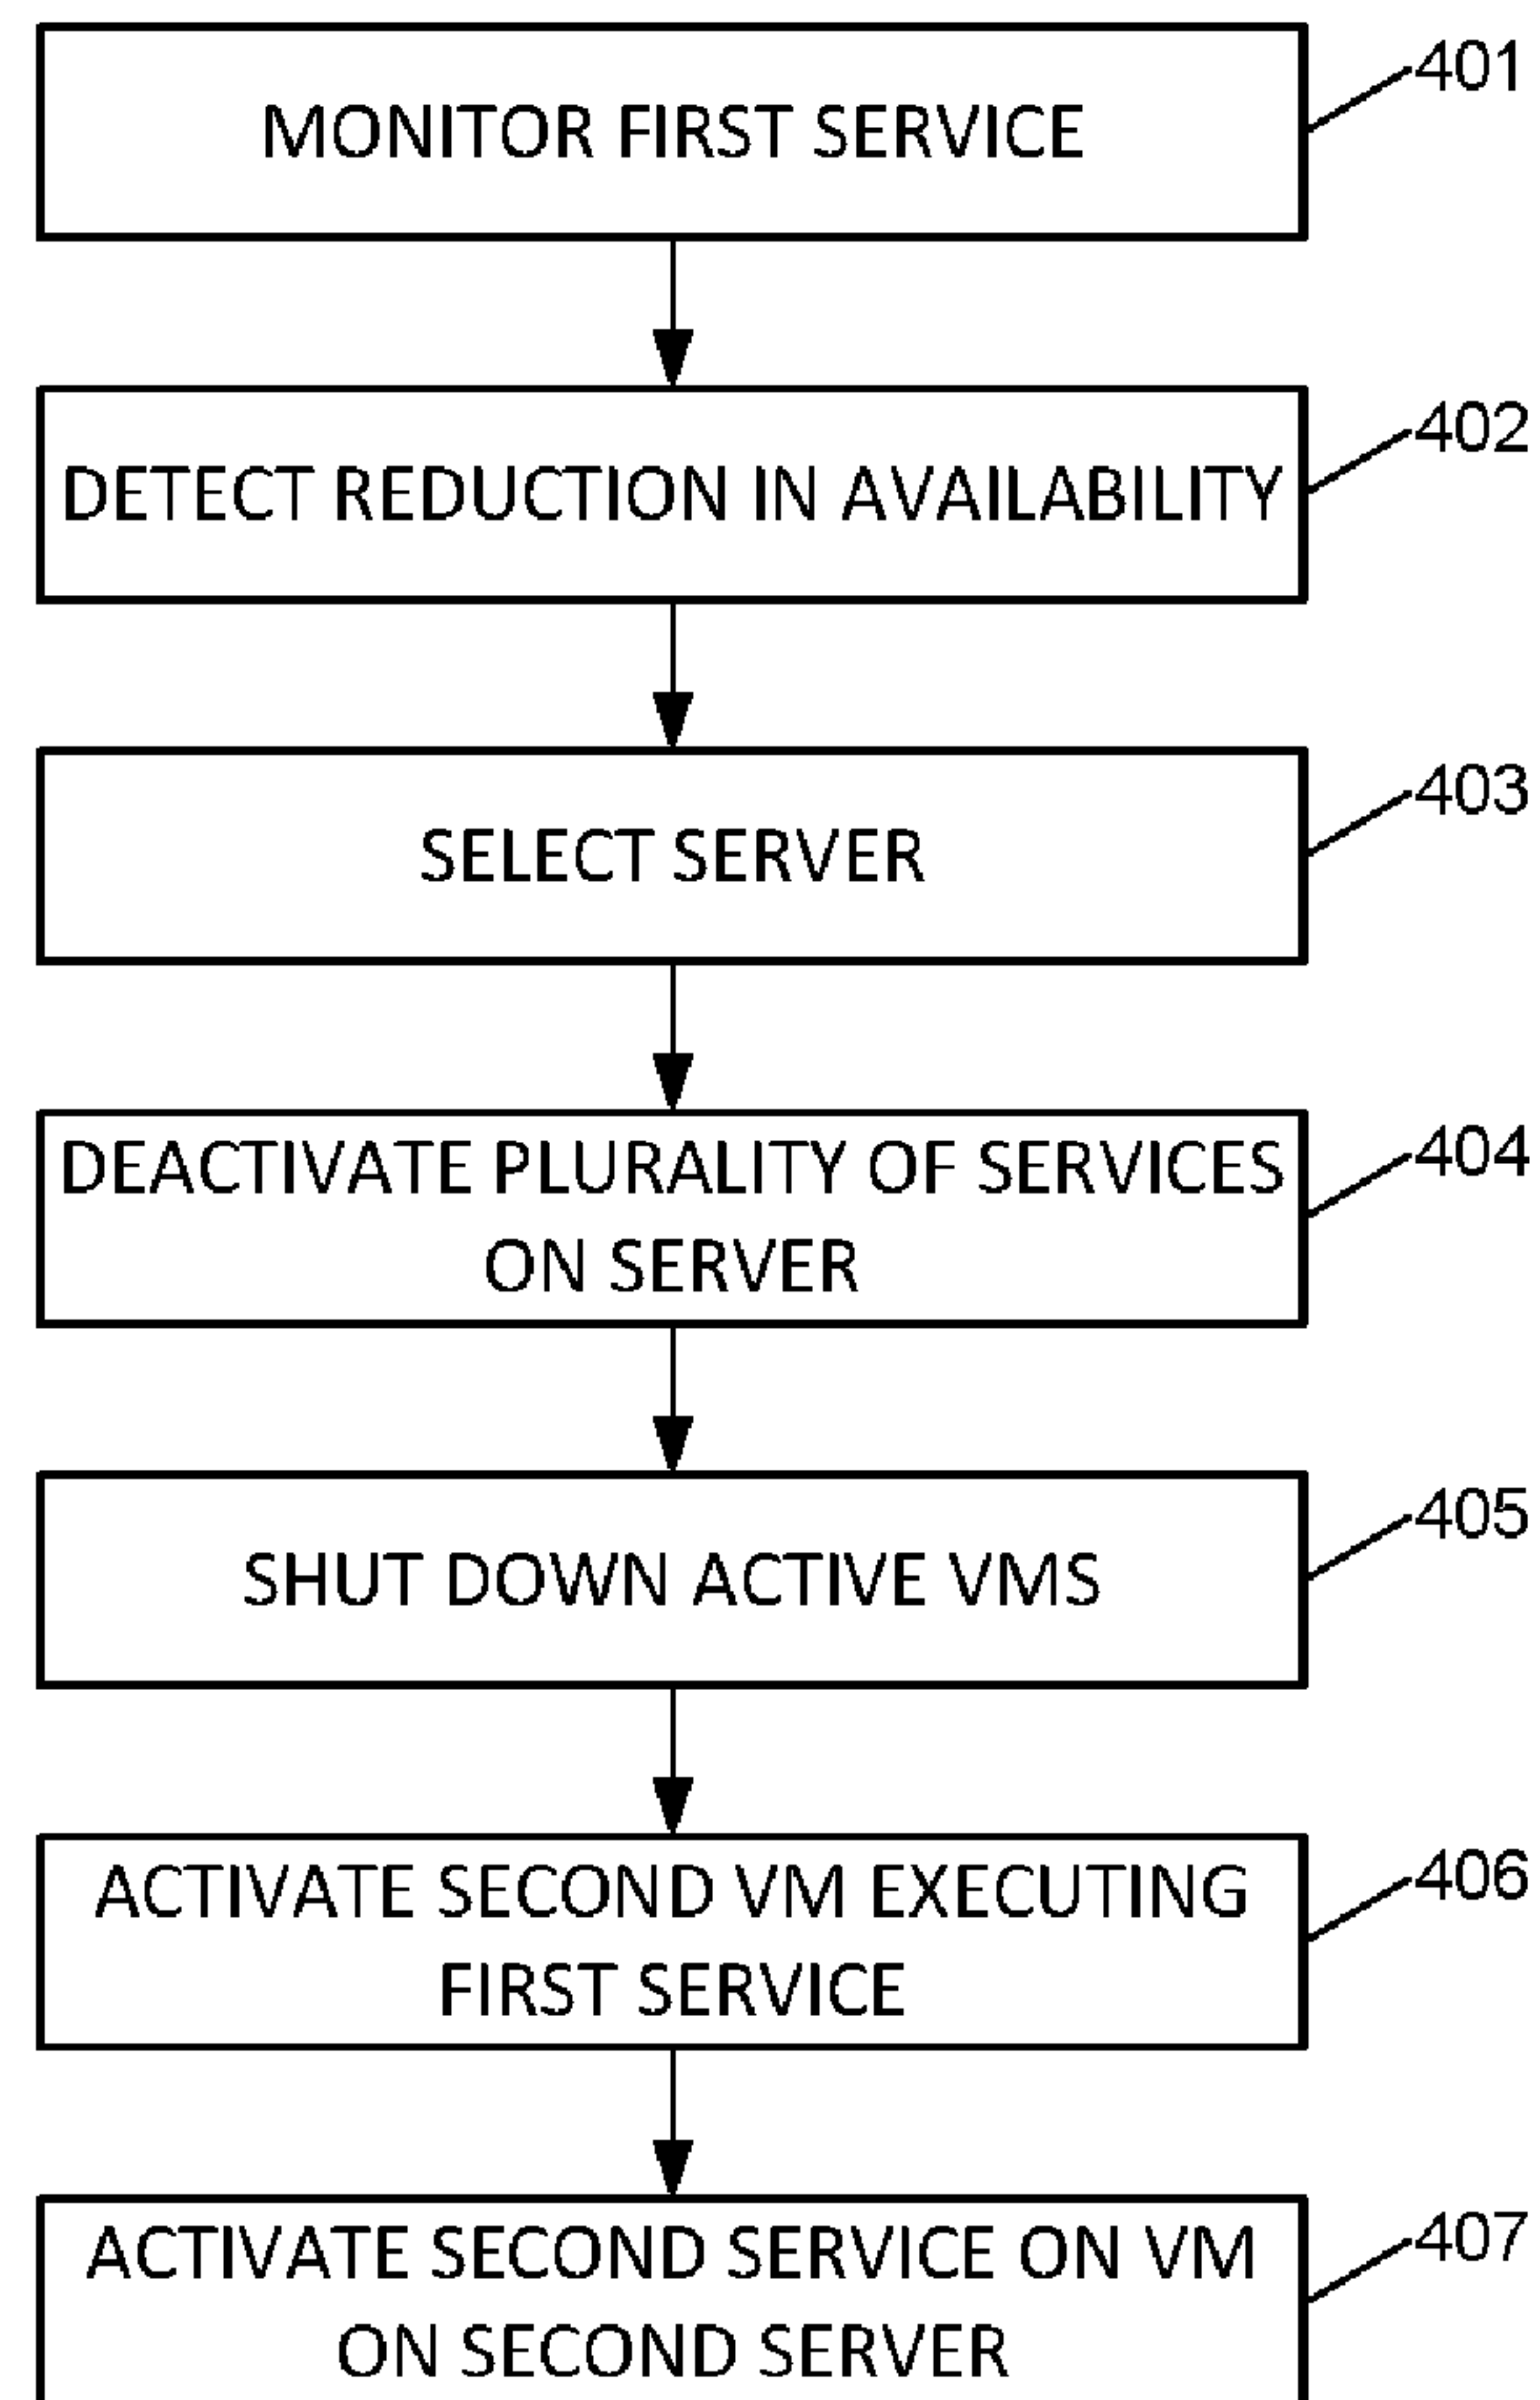 MONITOR FIRST SERVICE
401
DETECT REDUCTION IN AVAILABILITY
402
SELECT SERVER
403
DEACTIVATE PLURALITY OF SERVICES
ON SERVER
404
SHUT DOWN ACTIVE VMS
405
ACTIVATE SECOND VM EXECUTING
FIRST SERVICE
406
ACTIVATE SECOND SERVICE ON VM
ON SECOND SERVER
407